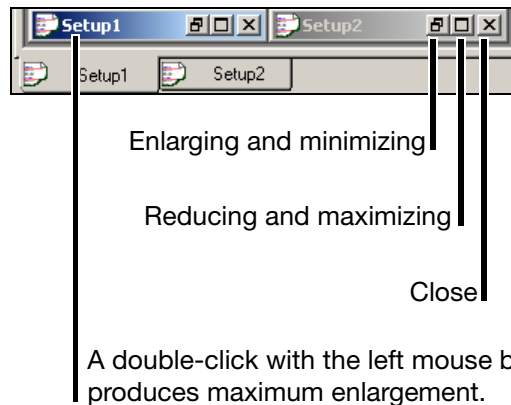 Setup1 Setup2
Setup1 Setup2
Enlarging and minimizing
Reducing and maximizing
Close
A double-click with the left mouse b
produces maximum enlargement.